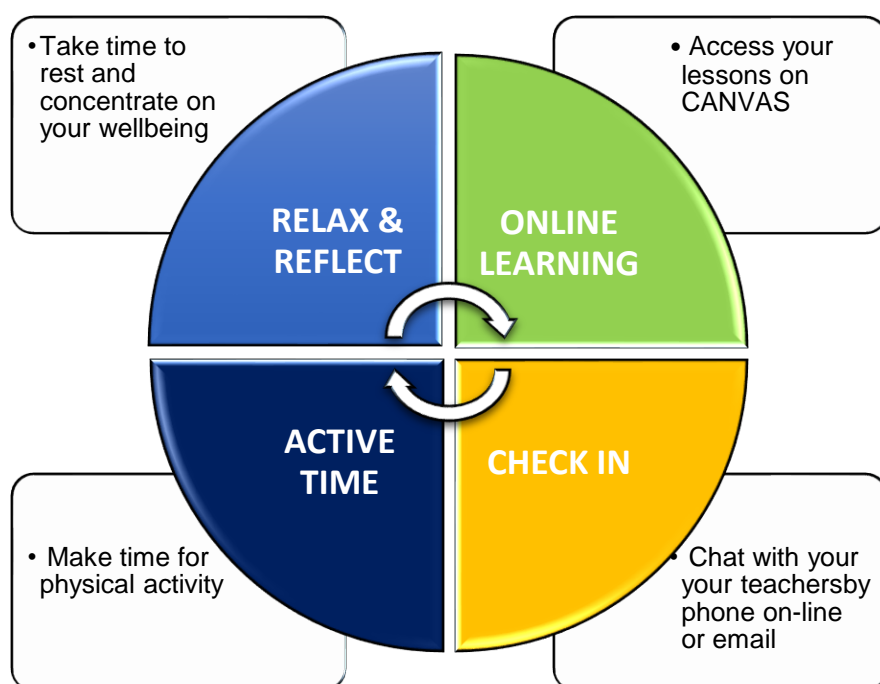 • Take time to
rest and
concentrate on
your wellbeing
• Access your
lessons on
CANVAS
RELAX &
REFLECT
ONLINE
LEARNING
ACTIVE
TIME
CHECK IN
• Make time for
physical activity
• Chat with your
your teachersby
phone on-line
or email